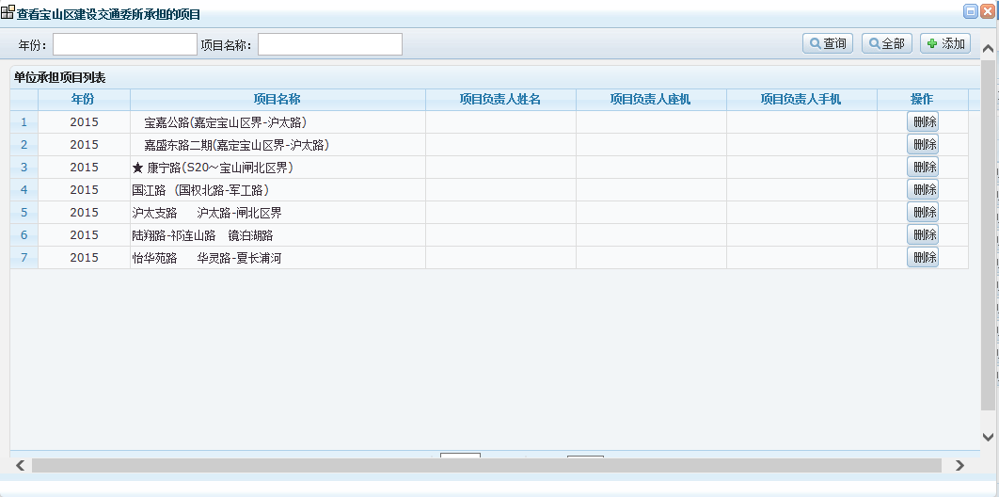 查看宝山区建设交通委所承担的项目
年份： 项目名称： 查询 全部 添加
单位承担项目列表
年份 项目名称 项目负责人姓名 项目负责人座机 项目负责人手机 操作
1 2015 宝嘉公路(嘉定宝山区界-沪太路) 删除
2 2015 嘉盛东路二期(嘉定宝山区界-沪太路) 删除
3 2015 ★ 康宁路(S20～宝山闸北区界) 删除
4 2015 国江路（国权北路-军工路） 删除
5 2015 沪太支路 沪太路-闸北区界 删除
6 2015 陆翔路-祁连山路 镜泊湖路 删除
7 2015 怡华苑路 华灵路-夏长浦河 删除